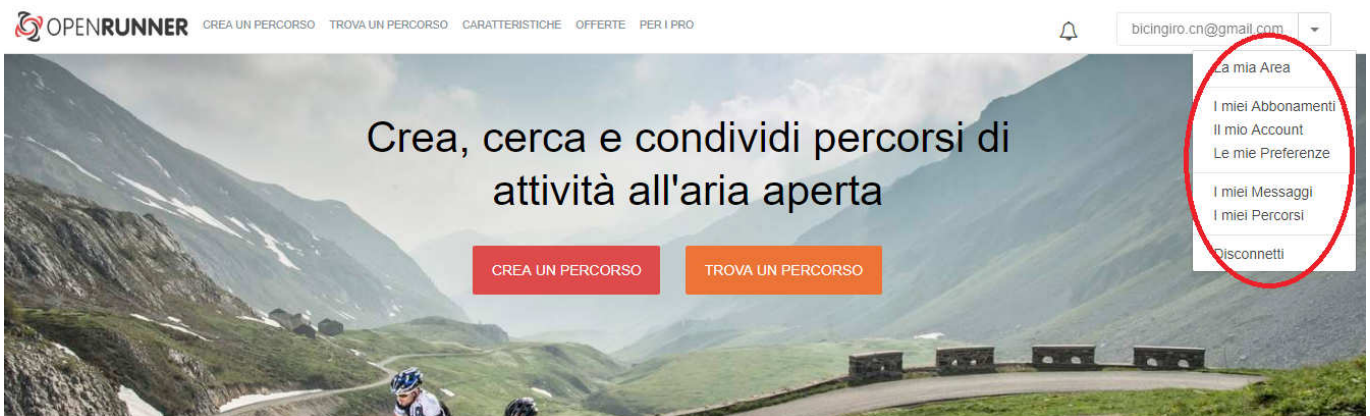 OPENRUNNER CREA UN PERCORSO TROVA UN PERCORSO CARATTERISTICHE OFFERTE PER I PRO bicingiro.cn@gmail.com
La mia Area
I miei Abbonamenti
Il mio Account
Le mie Preferenze
I miei Messaggi
I miei Percorsi
Disconnetti
Crea, cerca e condividi percorsi di
attività all'aria aperta
CREA UN PERCORSO TROVA UN PERCORSO